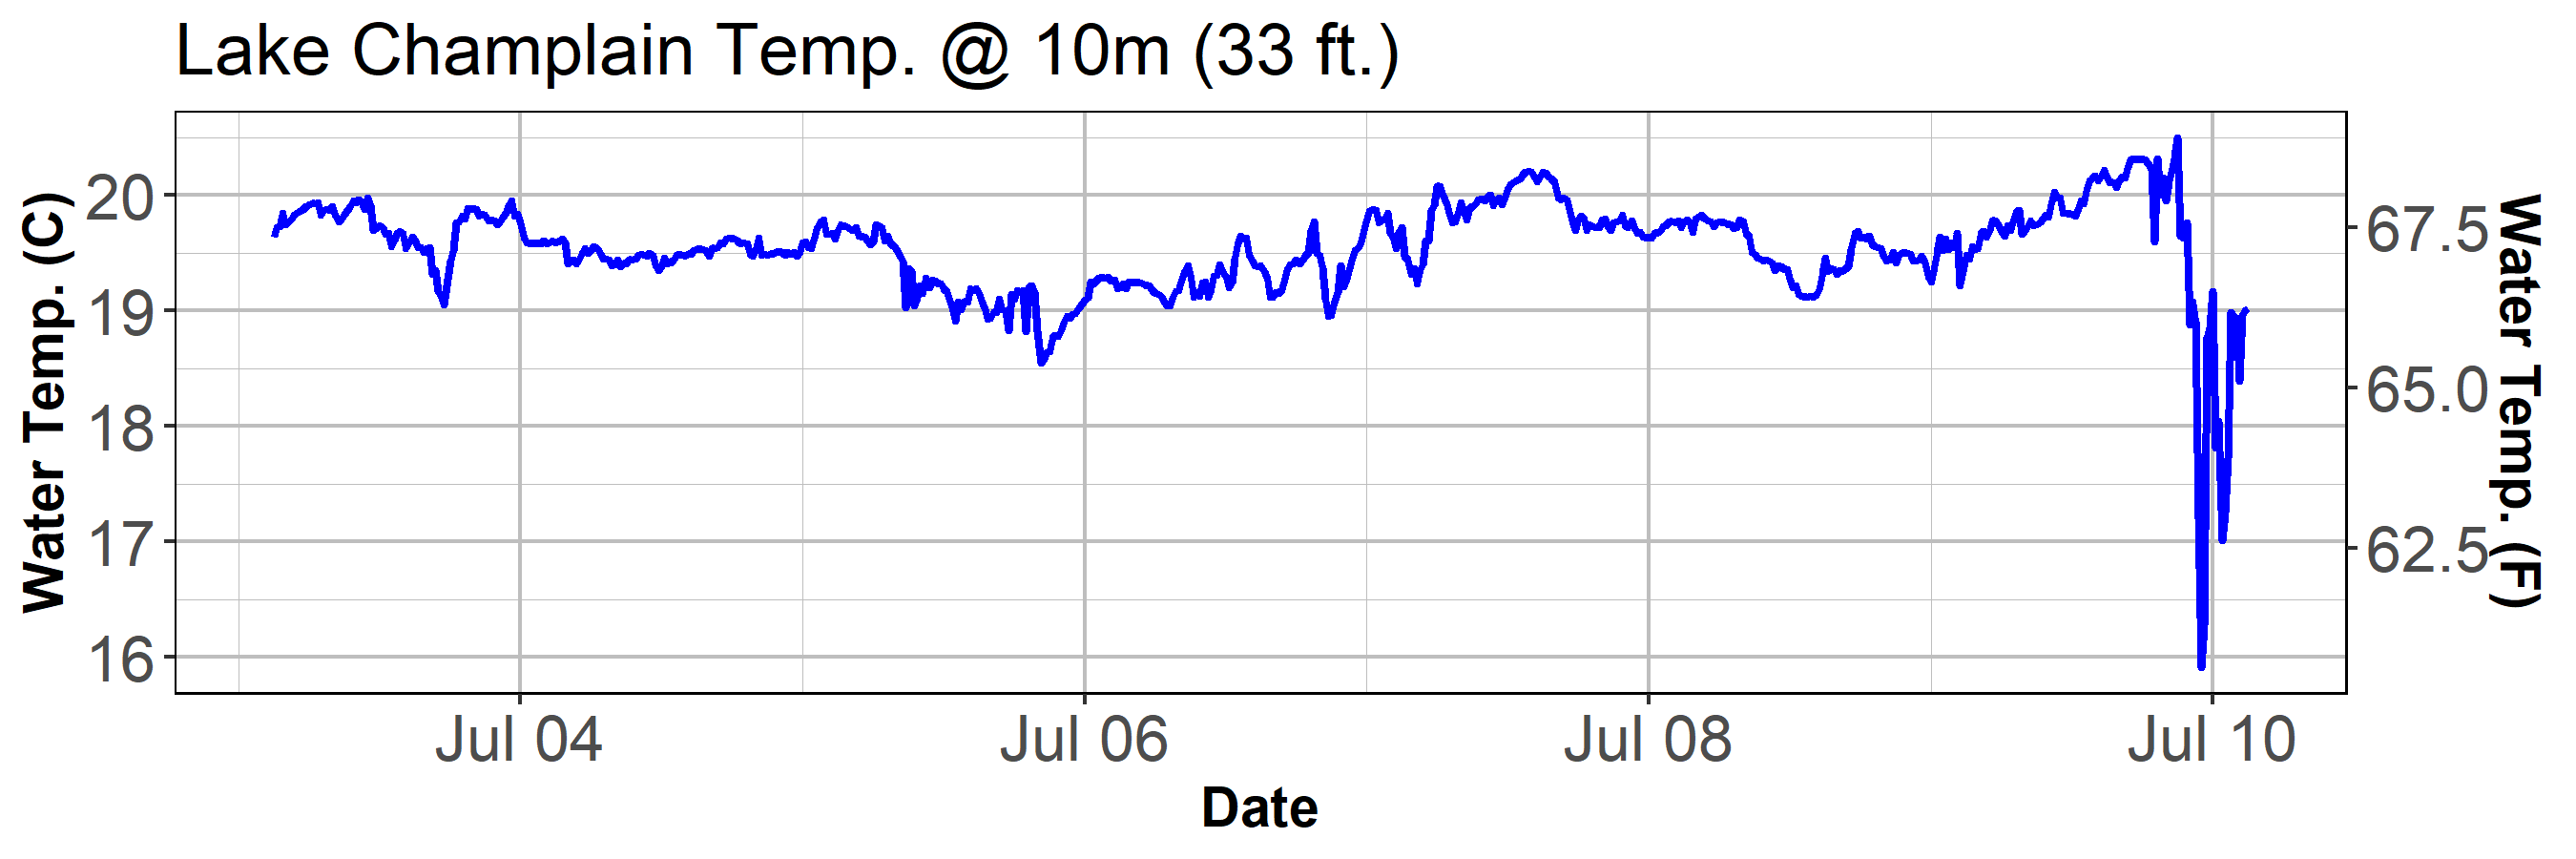 Lake Champlain Temp. @ 10m (33 ft.)
Water Temp. (C)
20
19
18
17
16
67.5
65.0
62.5
Water Temp. (F)
Jul 04
Jul 06
Jul 08
Jul 10
Date